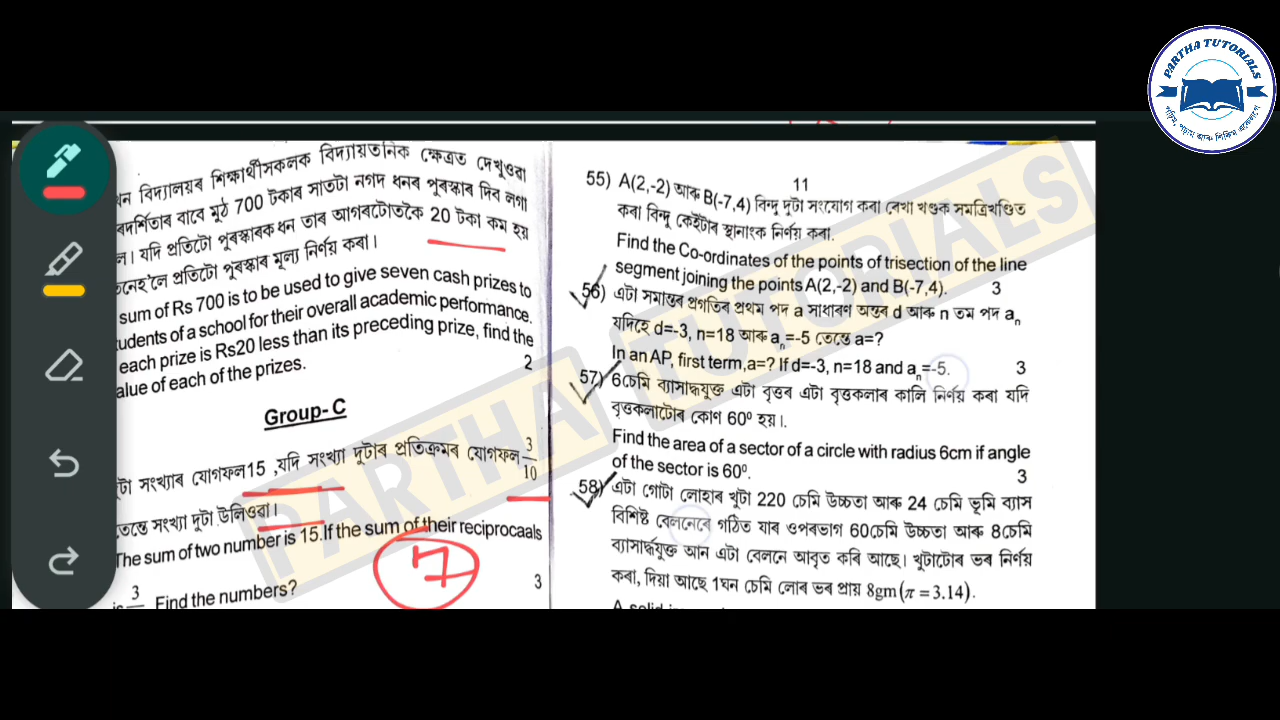 PARTHA TUTORIALS
বিদ্যালয়ৰ শিক্ষাৰ্থীসকলক বিদ্যায়তনিক ক্ষেত্ৰত দেখুওৱা
বাবে মুঠ 700 টকাৰ সাতটা নগদ ধনৰ পুৰস্কাৰ দিব লগা
ল। যদি প্ৰতিটো পুৰস্কাৰক ধন তাৰ আগৰটোতকৈ 20 টকা কম হয়
তেনেহ'লে প্ৰতিটো পুৰস্কাৰ মূল্য নিৰ্ণয় কৰা।
sum of Rs 700 is to be used to give seven cash prizes to
udents of a school for their overall academic performance.
each prize is Rs20 less than its preceding prize, find the
alue of each of the prizes. 2
Group- C
টা সংখ্যাৰ যোগফল15 ,যদি সংখ্যা দুটাৰ প্ৰতিক্ৰমৰ যোগফল 3/10
তেন্তে সংখ্যা দুটা উলিওৱা।
The sum of two number is 15.If the sum of their reciprocaals
is 3 Find the numbers? 3
7
11
55) A(2,-2) আৰু B(-7,4) বিন্দু দুটা সংযোগ কৰা ৰেখা খণ্ডক সমত্ৰিখণ্ডিত
কৰা বিন্দু কেইটাৰ স্থানাংক নিৰ্ণয় কৰা.
Find the Co-ordinates of the points of trisection of the line
segment joining the points A(2,-2) and B(-7,4). 3
56) এটা সমান্তৰ প্ৰগতিৰ প্ৰথম পদ a সাধাৰণ অন্তৰ d আৰু n তম পদ aₙ
যদিহে d=-3, n=18 আৰু aₙ=-5 তেন্তে a=?
In an AP, first term,a=? If d=-3, n=18 and aₙ=-5. 3
57) 6চেমি ব্যাসাদ্ধযুক্ত এটা বৃত্তৰ এটা বৃত্তকলাৰ কালি নিৰ্ণয় কৰা যদি
বৃত্তকলাটোৰ কোণ 60⁰ হয়।.
Find the area of a sector of a circle with radius 6cm if angle
of the sector is 60⁰. 3
58) এটা গোটা লোহাৰ খুটা 220 চেমি উচ্চতা আৰু 24 চেমি ভূমি ব্যাস
বিশিষ্ট বেলনেৰে গঠিত যাৰ ওপৰভাগ 60চেমি উচ্চতা আৰু 8চেমি
ব্যাসাৰ্দ্ধযুক্ত আন এটা বেলনে আবৃত কৰি আছে। খুটাটোৰ ভৰ নিৰ্ণয়
কৰা, দিয়া আছে 1ঘন চেমি লোৰ ভৰ প্ৰায় 8gm(π = 3.14).
A solid
PARTHA TUTORIALS